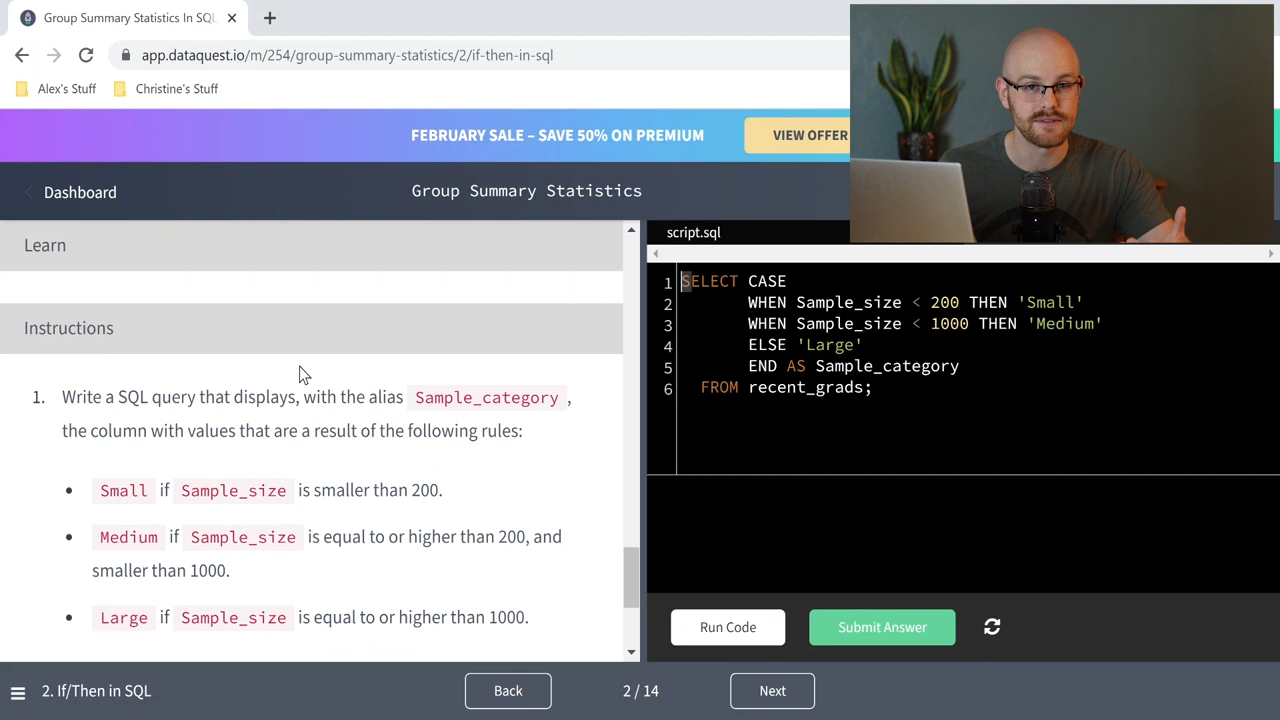 Group Summary Statistics In SQL
app.dataquest.io/m/254/group-summary-statistics/2/if-then-in-sql
Alex's Stuff
Christine's Stuff
FEBRUARY SALE – SAVE 50% ON PREMIUM
VIEW OFFER
Dashboard
Group Summary Statistics
Learn
Instructions
1. Write a SQL query that displays, with the alias Sample_category ,
the column with values that are a result of the following rules:
• Small if Sample_size is smaller than 200.
• Medium if Sample_size is equal to or higher than 200, and
smaller than 1000.
• Large if Sample_size is equal to or higher than 1000.
script.sql
1 SELECT CASE
2 WHEN Sample_size < 200 THEN 'Small'
3 WHEN Sample_size < 1000 THEN 'Medium'
4 ELSE 'Large'
5 END AS Sample_category
6 FROM recent_grads;
Run Code
Submit Answer
2. If/Then in SQL
Back
2 / 14
Next